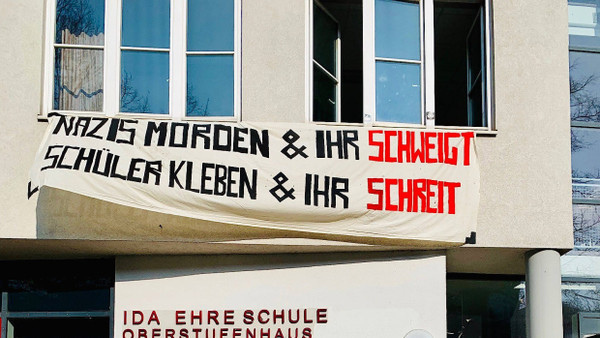 NAZIS MORDEN & IHR SCHWEIGT
SCHÜLER KLEBEN & IHR SCHREIT
IDA EHRE SCHULE
OBERSTUFENHAUS